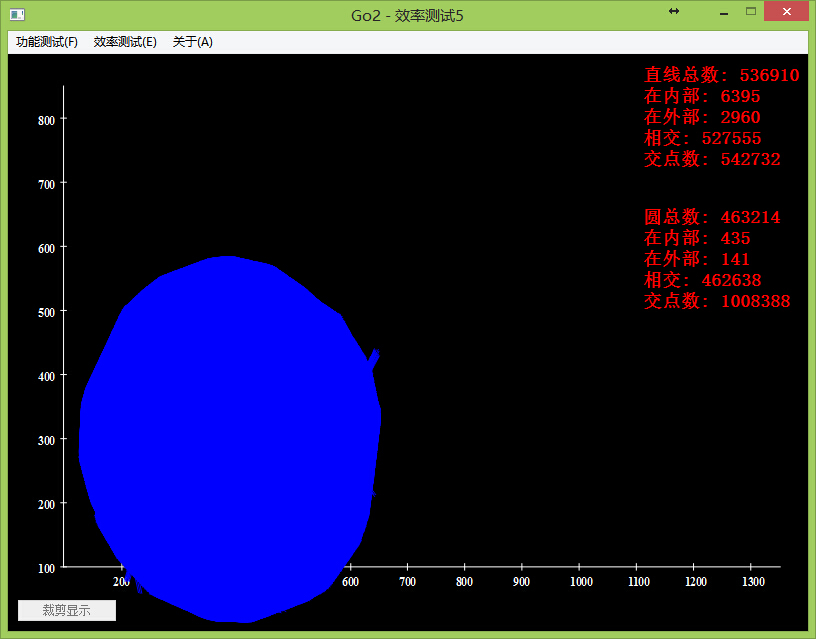 Go2 - 效率测试5
功能测试(F) 效率测试(E) 关于(A)
直线总数: 536910
在内部: 6395
在外部: 2960
相交: 527555
交点数: 542732
圆总数: 463214
在内部: 435
在外部: 141
相交: 462638
交点数: 1008388
800
700
600
500
400
300
200
100
200 600 700 800 900 1000 1100 1200 1300
裁剪显示